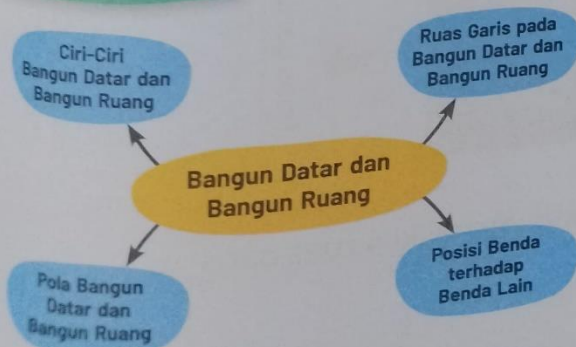 Ciri-Ciri
Bangun Datar dan
Bangun Ruang
Ruas Garis pada
Bangun Datar dan
Bangun Ruang
Bangun Datar dan
Bangun Ruang
Pola Bangun
Datar dan
Bangun Ruang
Posisi Benda
terhadap
Benda Lain